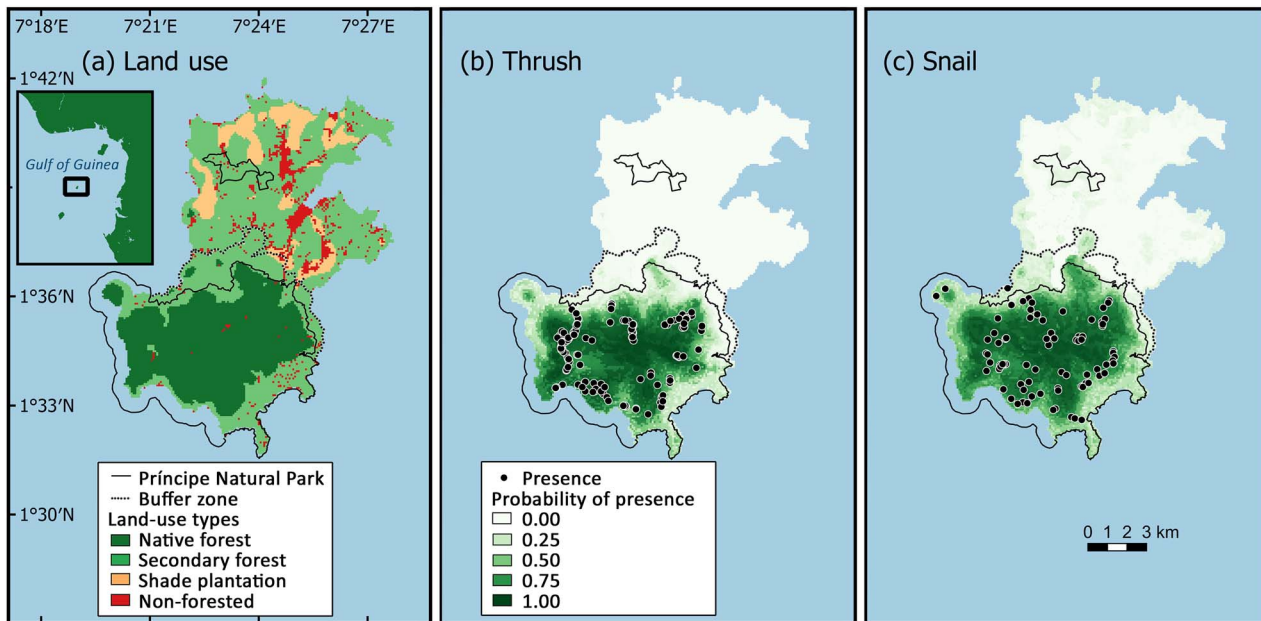 7°18′E 7°21′E 7°24′E 7°27′E
(a) Land use
(b) Thrush
(c) Snail
1°42′N
Gulf of Guinea
1°36′N
1°33′N
1°30′N
Príncipe Natural Park
Buffer zone
Land-use types
Native forest
Secondary forest
Shade plantation
Non-forested
Presence
Probability of presence
0.00
0.25
0.50
0.75
1.00
0 1 2 3 km